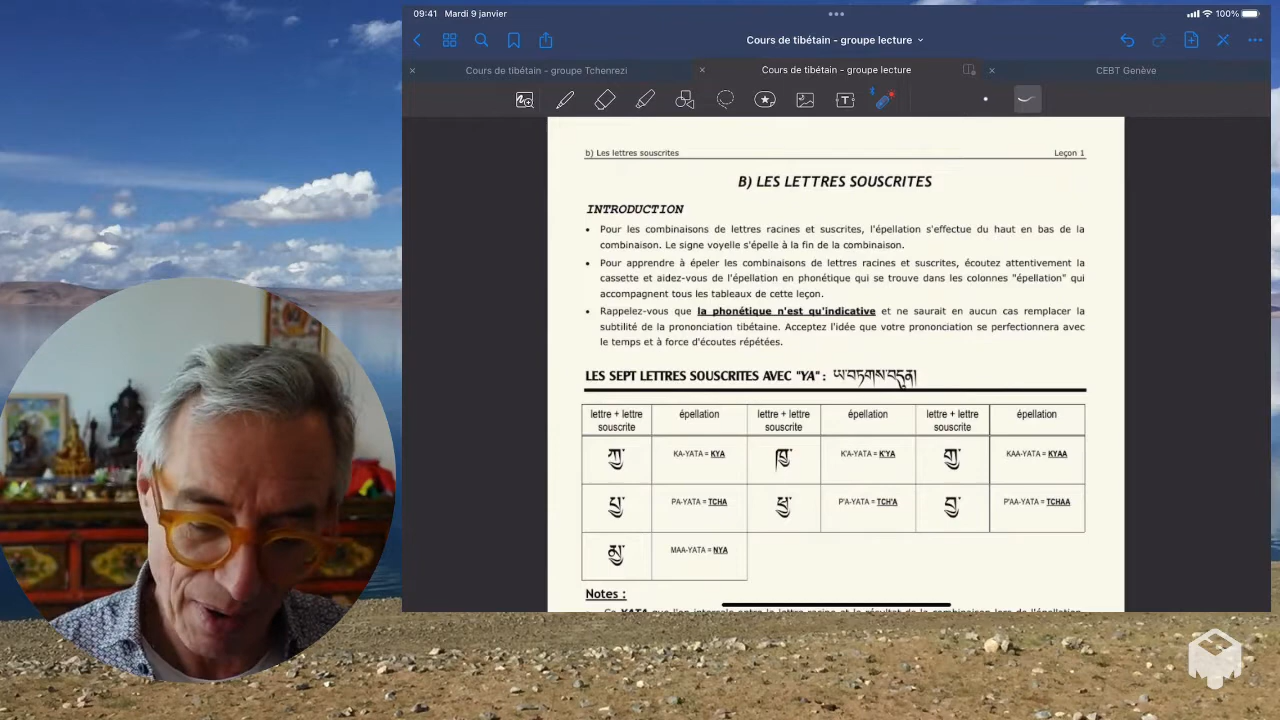 09:41 Mardi 9 janvier
100%
Cours de tibétain - groupe lecture
Cours de tibétain - groupe Tchenrezi
Cours de tibétain - groupe lecture
CEBT Genève
b) Les lettres souscrites
Leçon 1
B) LES LETTRES SOUSCRITES
INTRODUCTION
• Pour les combinaisons de lettres racines et suscrites, l'épellation s'effectue du haut en bas de la
combinaison. Le signe voyelle s'épelle à la fin de la combinaison.
• Pour apprendre à épeler les combinaisons de lettres racines et suscrites, écoutez attentivement la
cassette et aidez-vous de l'épellation en phonétique qui se trouve dans les colonnes "épellation" qui
accompagnent tous les tableaux de cette leçon.
• Rappelez-vous que la phonétique n'est qu'indicative et ne saurait en aucun cas remplacer la
subtilité de la prononciation tibétaine. Acceptez l'idée que votre prononciation se perfectionnera avec
le temps et à force d'écoutes répétées.
LES SEPT LETTRES SOUSCRITES AVEC "YA" : ཡ་བཏགས་བདུན།
lettre + lettre souscrite épellation lettre + lettre souscrite épellation lettre + lettre souscrite épellation
ཀྱ་ KA-YATA = KYA ཁྱ་ K'A-YATA = K'YA གྱ་ KAA-YATA = KYAA
པྱ་ PA-YATA = TCHA ཕྱ་ P'A-YATA = TCH'A བྱ་ P'AA-YATA = TCHAA
མྱ་ MAA-YATA = NYA
Notes :